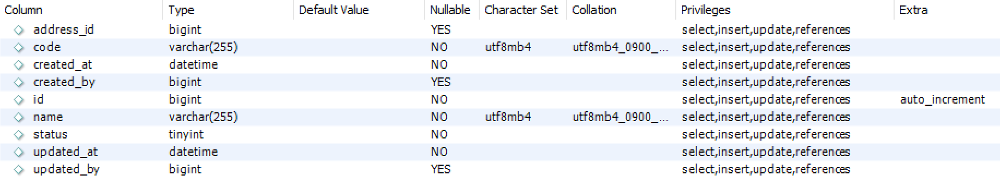 Column Type Default Value Nullable Character Set Collation Privileges Extra
address_id bigint YES select,insert,update,references
code varchar(255) NO utf8mb4 utf8mb4_0900_... select,insert,update,references
created_at datetime NO select,insert,update,references
created_by bigint YES select,insert,update,references
id bigint NO select,insert,update,references auto_increment
name varchar(255) NO utf8mb4 utf8mb4_0900_... select,insert,update,references
status tinyint NO select,insert,update,references
updated_at datetime NO select,insert,update,references
updated_by bigint YES select,insert,update,references